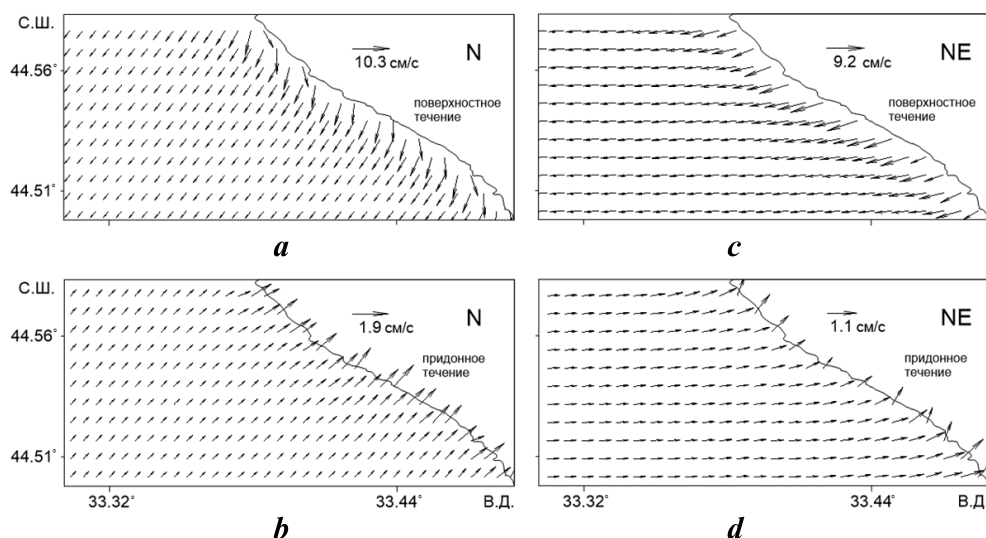 С.Ш.
44.56°
44.51°
10.3 см/с
N
поверхностное
течение
a
9.2 см/с
NE
поверхностное
течение
c
С.Ш.
44.56°
44.51°
1.9 см/с
N
придонное
течение
33.32°
33.44°
В.Д.
b
1.1 см/с
NE
придонное
течение
33.32°
33.44°
В.Д.
d